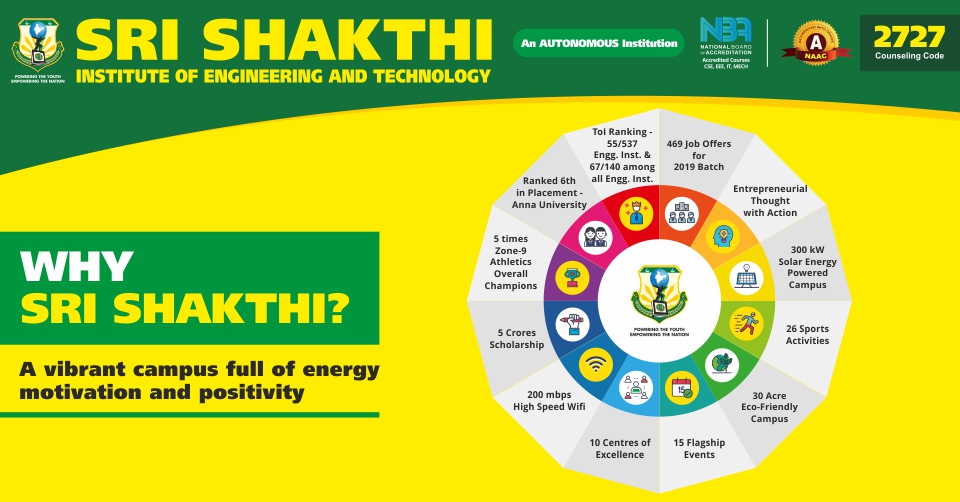 SRI SHAKTHI
INSTITUTE OF ENGINEERING AND TECHNOLOGY
POWERING THE YOUTH
EMPOWERING THE NATION
An AUTONOMOUS Institution
NBA
NATIONAL BOARD
OF ACCREDITATION
Accredited Courses
CSE, EEE, IT, MECH
A
NAAC
2727
Counseling Code
WHY
SRI SHAKTHI?
A vibrant campus full of energy
motivation and positivity
ToI Ranking -
55/537
Engg. Inst. &
67/140 among
all Engg. Inst.
469 Job Offers
for
2019 Batch
Entrepreneurial
Thought
with Action
300 kW
Solar Energy
Powered
Campus
26 Sports
Activities
30 Acre
Eco-Friendly
Campus
15 Flagship
Events
10 Centres of
Excellence
200 mbps
High Speed Wifi
5 Crores
Scholarship
5 times
Zone-9
Athletics
Overall
Champions
Ranked 6th
in Placement -
Anna University
15
POWERING THE YOUTH
EMPOWERING THE NATION